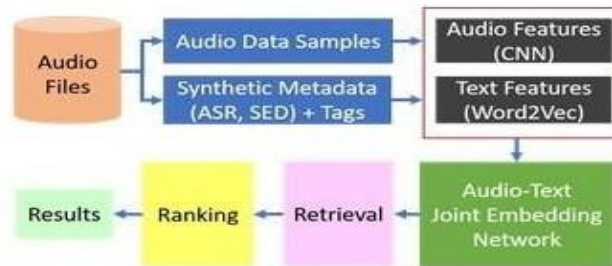 Audio
Files
Audio Data Samples
Synthetic Metadata
(ASR, SED) + Tags
Audio Features
(CNN)
Text Features
(Word2Vec)
Results
Ranking
Retrieval
Audio-Text
Joint Embedding
Network